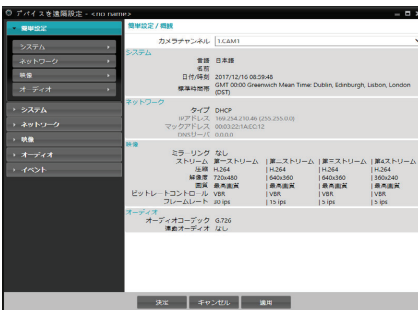 デバイスを遠隔設定 - <no name>
簡単設定
システム
ネットワーク
映像
オーディオ
システム
ネットワーク
映像
オーディオ
イベント
簡単設定 / 概観
カメラチャンネル 1.CAM1
システム
言語 日本語
名前
日付/時刻 2017/12/16 08:39:48
標準時間帯 GMT 00:00 Greenwich Mean Time: Dublin, Edinburgh, Lisbon, London (DST)
ネットワーク
タイプ DHCP
IPアドレス 169.254.210.46 (255.255.0.0)
マックアドレス 00:03:22:1A:EC:12
DNSサーバ 0.0.0.0
映像
ミラーリング なし
ストリーム 第一ストリーム | 第二ストリーム | 第三ストリーム | 第4ストリーム
圧縮 H.264 | H.264 | H.264 | H.264
解像度 720x480 | 640x360 | 640x360 | 360x240
画質 最高画質 | 最高画質 | 最高画質 | 最高画質
ビットレートコントロール VBR | VBR | VBR | VBR
フレームレート 30 ips | 15 ips | 5 ips | 5 ips
オーディオ
オーディオコーデック G.726
オーディオ なし
決定 キャンセル 適用